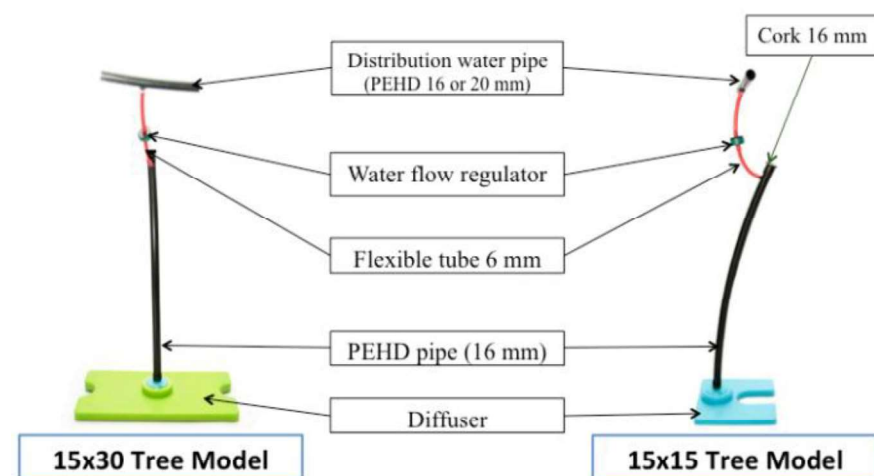 Cork 16 mm
Distribution water pipe
(PEHD 16 or 20 mm)
Water flow regulator
Flexible tube 6 mm
PEHD pipe (16 mm)
Diffuser
15x30 Tree Model
15x15 Tree Model